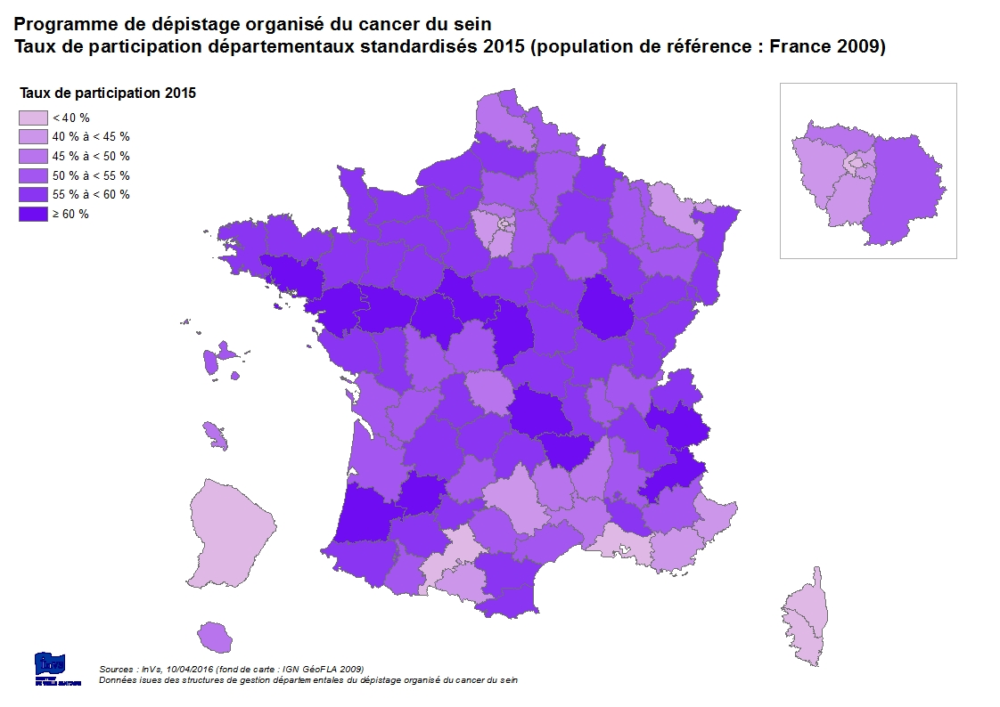 Programme de dépistage organisé du cancer du sein
Taux de participation départementaux standardisés 2015 (population de référence : France 2009)
Taux de participation 2015
< 40 %
40 % à < 45 %
45 % à < 50 %
50 % à < 55 %
55 % à < 60 %
≥ 60 %
InVS
Sources : InVs, 10/04/2016 (fond de carte : IGN GéoFLA 2009)
Données isues des structures de gestion départementales du dépistage organisé du cancer du sein